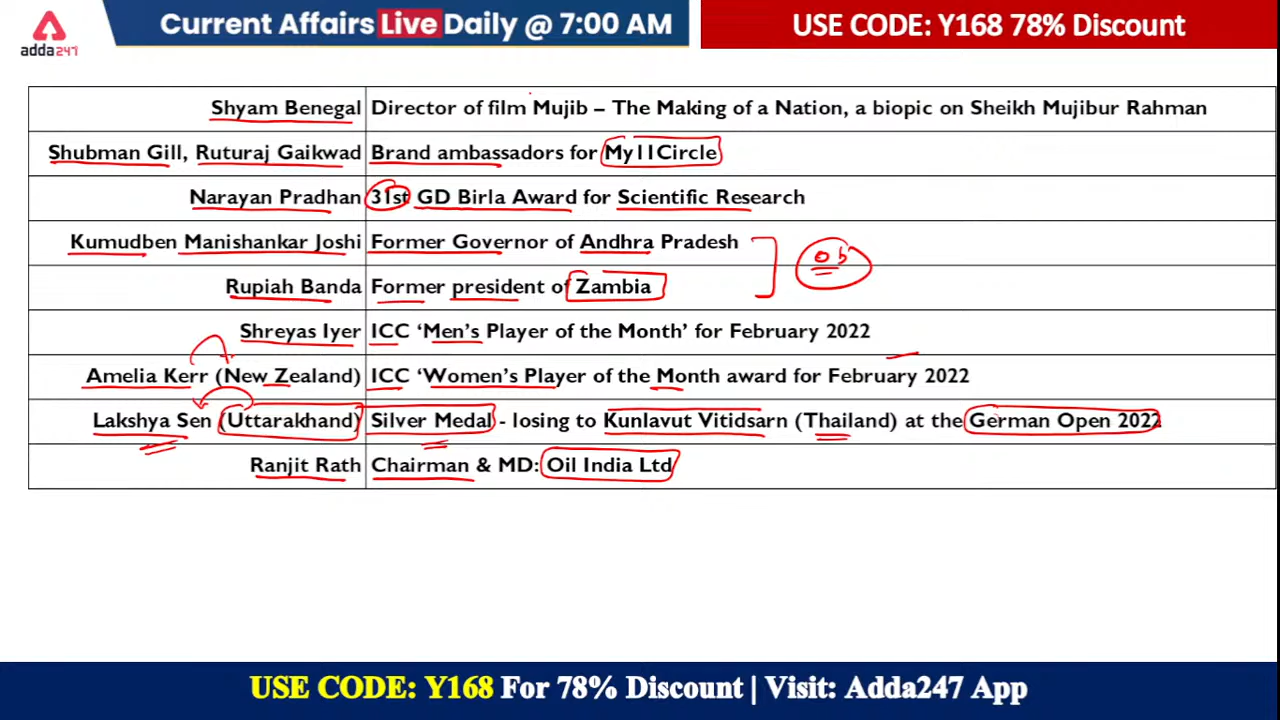 Current Affairs Live Daily @ 7:00 AM
USE CODE: Y168 78% Discount
adda247
Shyam Benegal Director of film Mujib – The Making of a Nation, a biopic on Sheikh Mujibur Rahman
Shubman Gill, Ruturaj Gaikwad Brand ambassadors for My11Circle
Narayan Pradhan 31st GD Birla Award for Scientific Research
Kumudben Manishankar Joshi Former Governor of Andhra Pradesh
Rupiah Banda Former president of Zambia
Shreyas Iyer ICC ‘Men’s Player of the Month’ for February 2022
Amelia Kerr (New Zealand) ICC ‘Women’s Player of the Month award for February 2022
Lakshya Sen (Uttarakhand) Silver Medal - losing to Kunlavut Vitidsarn (Thailand) at the German Open 2022
Ranjit Rath Chairman & MD: Oil India Ltd
USE CODE: Y168 For 78% Discount | Visit: Adda247 App